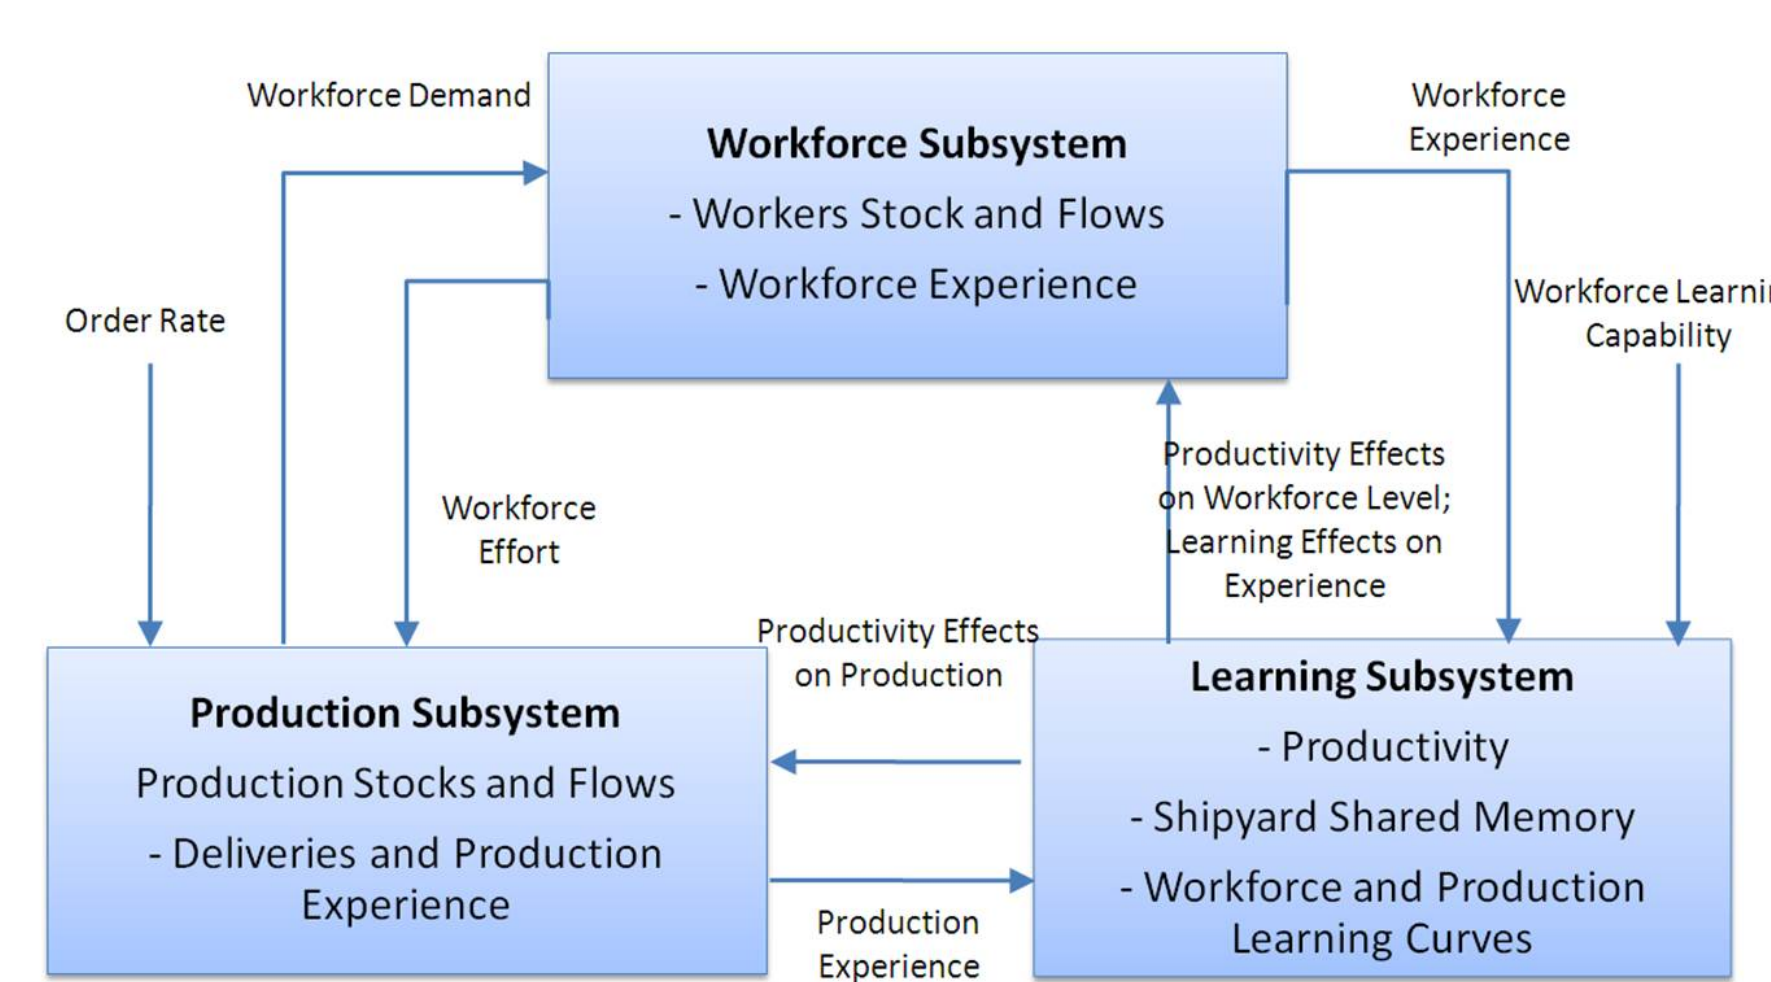 Workforce Demand
Workforce Subsystem
- Workers Stock and Flows
- Workforce Experience
Workforce
Experience
Order Rate
Workforce Learni
Capability
Workforce
Effort
Productivity Effects
on Workforce Level;
Learning Effects on
Experience
Productivity Effects
on Production
Production Subsystem
Production Stocks and Flows
- Deliveries and Production
Experience
Learning Subsystem
- Productivity
- Shipyard Shared Memory
- Workforce and Production
Learning Curves
Production
Experience